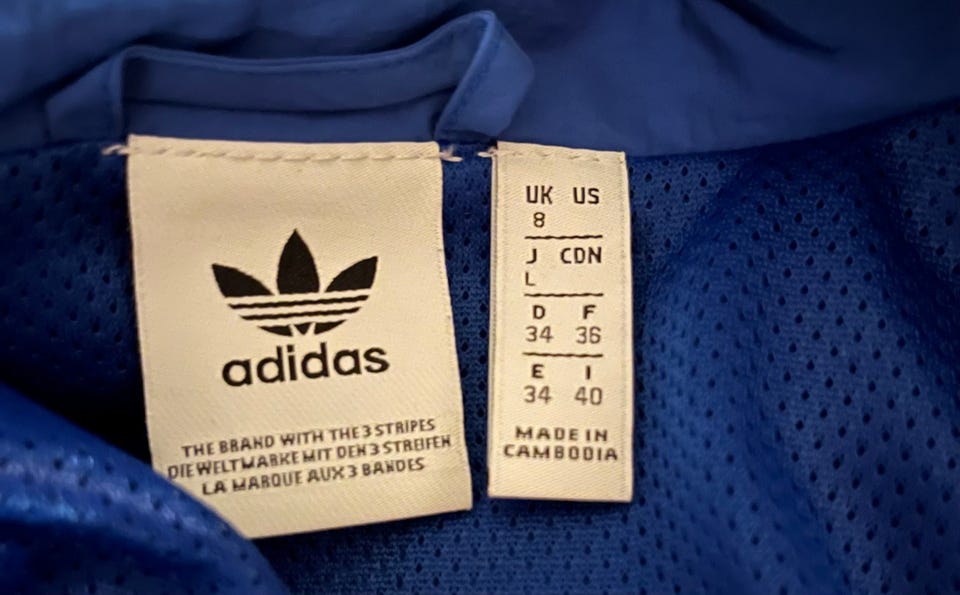 adidas
THE BRAND WITH THE 3 STRIPES
DIE WELTMARKE MIT DEN 3 STREIFEN
LA MARQUE AUX 3 BANDES
UK US
8
J CDN
L
D F
34 36
E I
34 40
MADE IN
CAMBODIA